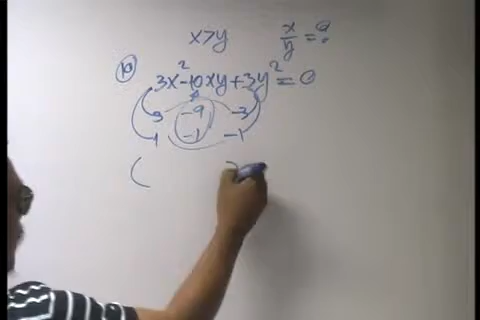 x>y x/y = ?
10 3x²-10xy+3y²=0
3 -9 -3
1 -1 -1
( )